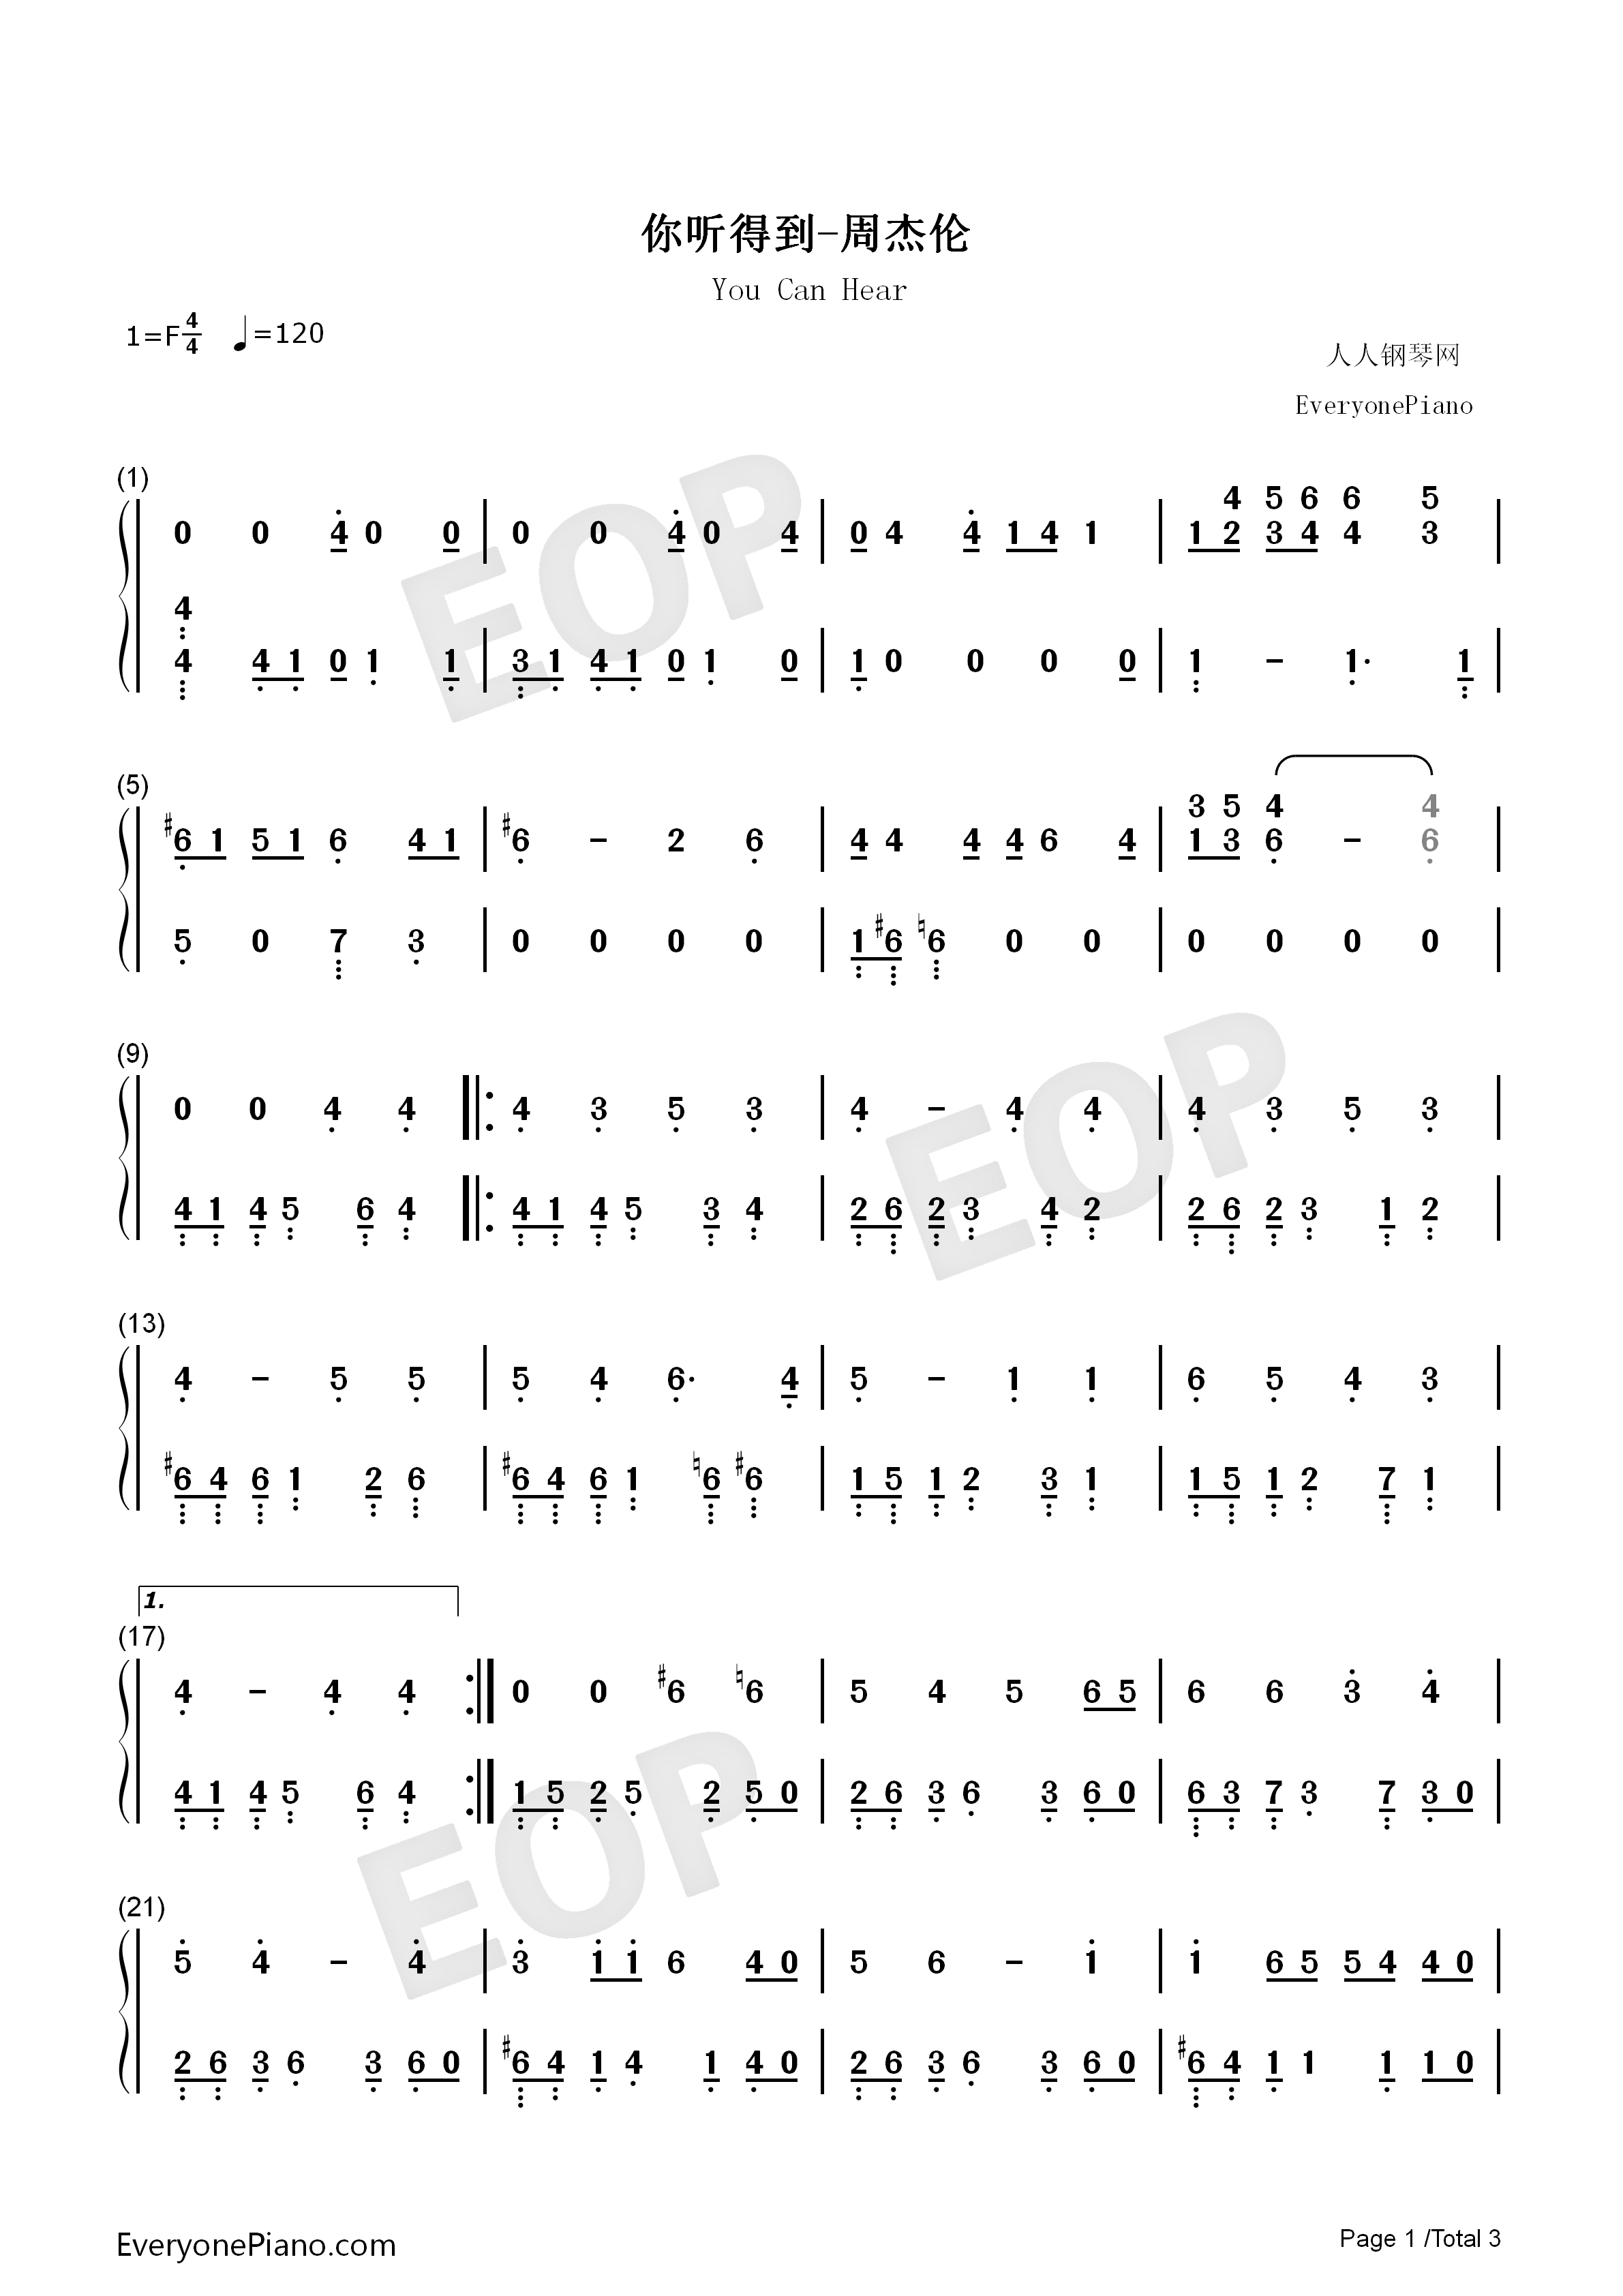 你听得到-周杰伦
You Can Hear
1=F 4/4 ♩=120
人人钢琴网
EveryonePiano
(1)
4 5 6 6 5
0 0 4 0 0 | 0 0 4 0 4 | 0 4 4 1 4 1 | 1 2 3 4 4 3 |
4
4 4 1 0 1 1 | 3 1 4 1 0 1 0 | 1 0 0 0 0 | 1 - 1· 1 |
(5)
3 5 4 4
#6 1 5 1 6 4 1 | #6 - 2 6 | 4 4 4 4 6 4 | 1 3 6 - 6 |
5 0 7 3 | 0 0 0 0 | 1 #6 ♮6 0 0 | 0 0 0 0 |
(9)
0 0 4 4 |: 4 3 5 3 | 4 - 4 4 | 4 3 5 3 |
4 1 4 5 6 4 |: 4 1 4 5 3 4 | 2 6 2 3 4 2 | 2 6 2 3 1 2 |
(13)
4 - 5 5 | 5 4 6· 4 | 5 - 1 1 | 6 5 4 3 |
#6 4 6 1 2 6 | #6 4 6 1 ♮6 #6 | 1 5 1 2 3 1 | 1 5 1 2 7 1 |
1.
(17)
4 - 4 4 :| 0 0 #6 ♮6 | 5 4 5 6 5 | 6 6 3 4 |
4 1 4 5 6 4 :| 1 5 2 5 2 5 0 | 2 6 3 6 3 6 0 | 6 3 7 3 7 3 0 |
(21)
5 4 - 4 | 3 1 1 6 4 0 | 5 6 - 1 | 1 6 5 5 4 4 0 |
2 6 3 6 3 6 0 | #6 4 1 4 1 4 0 | 2 6 3 6 3 6 0 | #6 4 1 1 1 1 0 |
EOP
EOP
EOP
EveryonePiano.com
Page 1 /Total 3